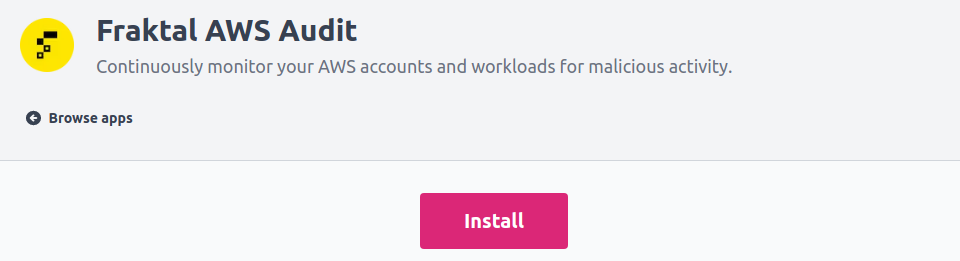 Fraktal AWS Audit
Continuously monitor your AWS accounts and workloads for malicious activity.
Browse apps
Install